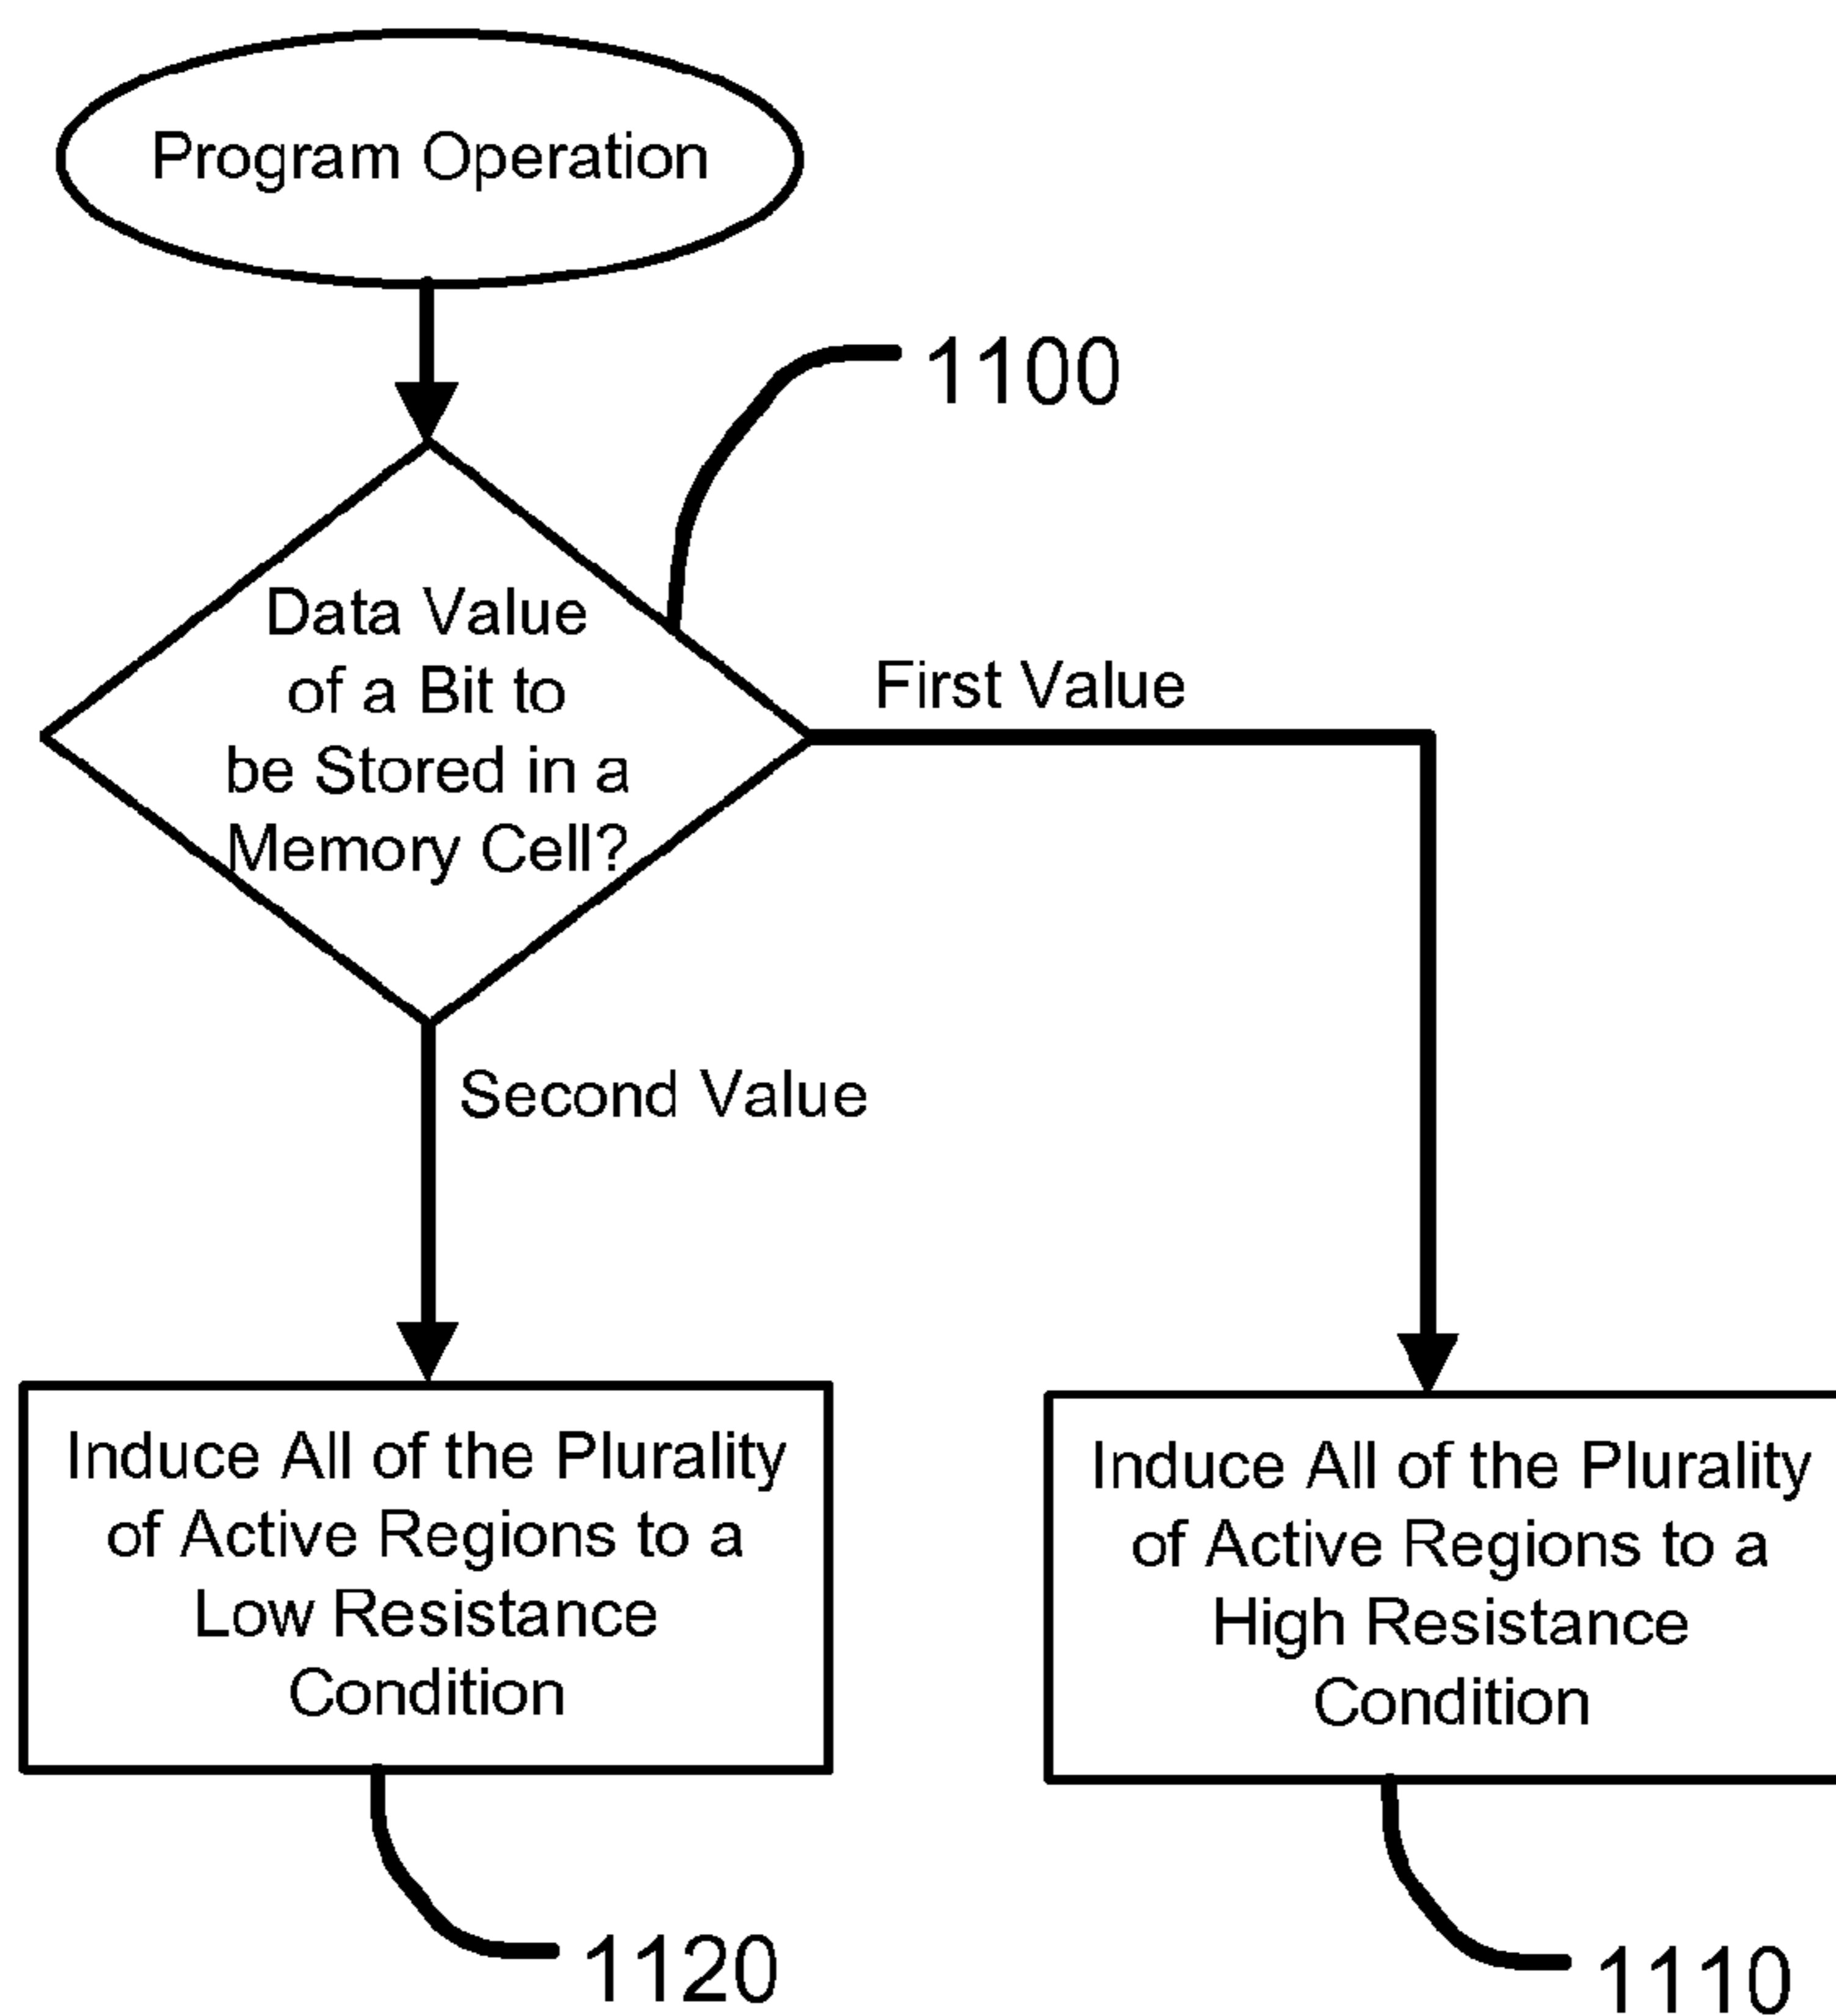 Program Operation
1100
Data Value
of a Bit to
be Stored in a
Memory Cell?
First Value
Second Value
Induce All of the Plurality
of Active Regions to a
Low Resistance
Condition
Induce All of the Plurality
of Active Regions to a
High Resistance
Condition
1120
1110